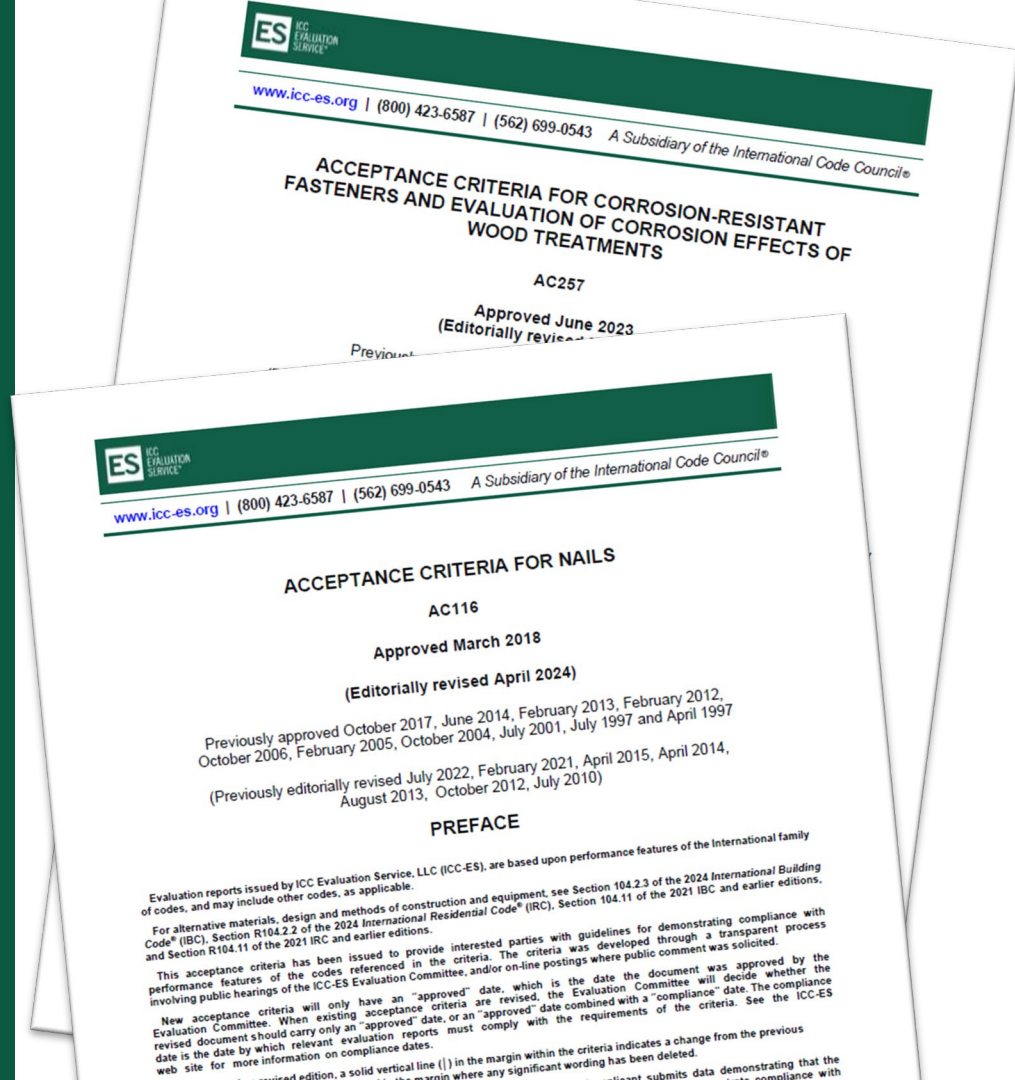 ES ICC
EVALUATION
SERVICE®
www.icc-es.org | (800) 423-6587 | (562) 699-0543 A Subsidiary of the International Code Council®
ACCEPTANCE CRITERIA FOR CORROSION-RESISTANT
FASTENERS AND EVALUATION OF CORROSION EFFECTS OF
WOOD TREATMENTS
AC257
Approved June 2023
(Editorially revised
ES ICC
EVALUATION
SERVICE®
www.icc-es.org | (800) 423-6587 | (562) 699-0543 A Subsidiary of the International Code Council®
ACCEPTANCE CRITERIA FOR NAILS
AC116
Approved March 2018
(Editorially revised April 2024)
Previously approved October 2017, June 2014, February 2013, February 2012,
October 2006, February 2005, October 2004, July 2001, July 1997 and April 1997
(Previously editorially revised July 2022, February 2021, April 2015, April 2014,
August 2013, October 2012, July 2010)
PREFACE
Evaluation reports issued by ICC Evaluation Service, LLC (ICC-ES), are based upon performance features of the International family
of codes, and may include other codes, as applicable.
For alternative materials, design and methods of construction and equipment, see Section 104.2.3 of the 2024 International Building
Code® (IBC), Section R104.2.2 of the 2024 International Residential Code® (IRC), Section 104.11 of the 2021 IBC and earlier editions,
and Section R104.11 of the 2021 IRC and earlier editions.
This acceptance criteria has been issued to provide interested parties with guidelines for demonstrating compliance with
performance features of the codes referenced in the criteria. The criteria was developed through a transparent process
involving public hearings of the ICC-ES Evaluation Committee, and/or on-line postings where public comment was solicited.
New acceptance criteria will only have an "approved" date, which is the date the document was approved by the
Evaluation Committee. When existing acceptance criteria are revised, the Evaluation Committee will decide whether the
revised document should carry only an "approved" date, or an "approved" date combined with a "compliance" date. The compliance
date is the date by which relevant evaluation reports must comply with the requirements of the criteria. See the ICC-ES
web site for more information on compliance dates.
edition, a solid vertical line (|) in the margin within the criteria indicates a change from the previous
margin where any significant wording has been deleted.
submits data demonstrating that the
compliance with